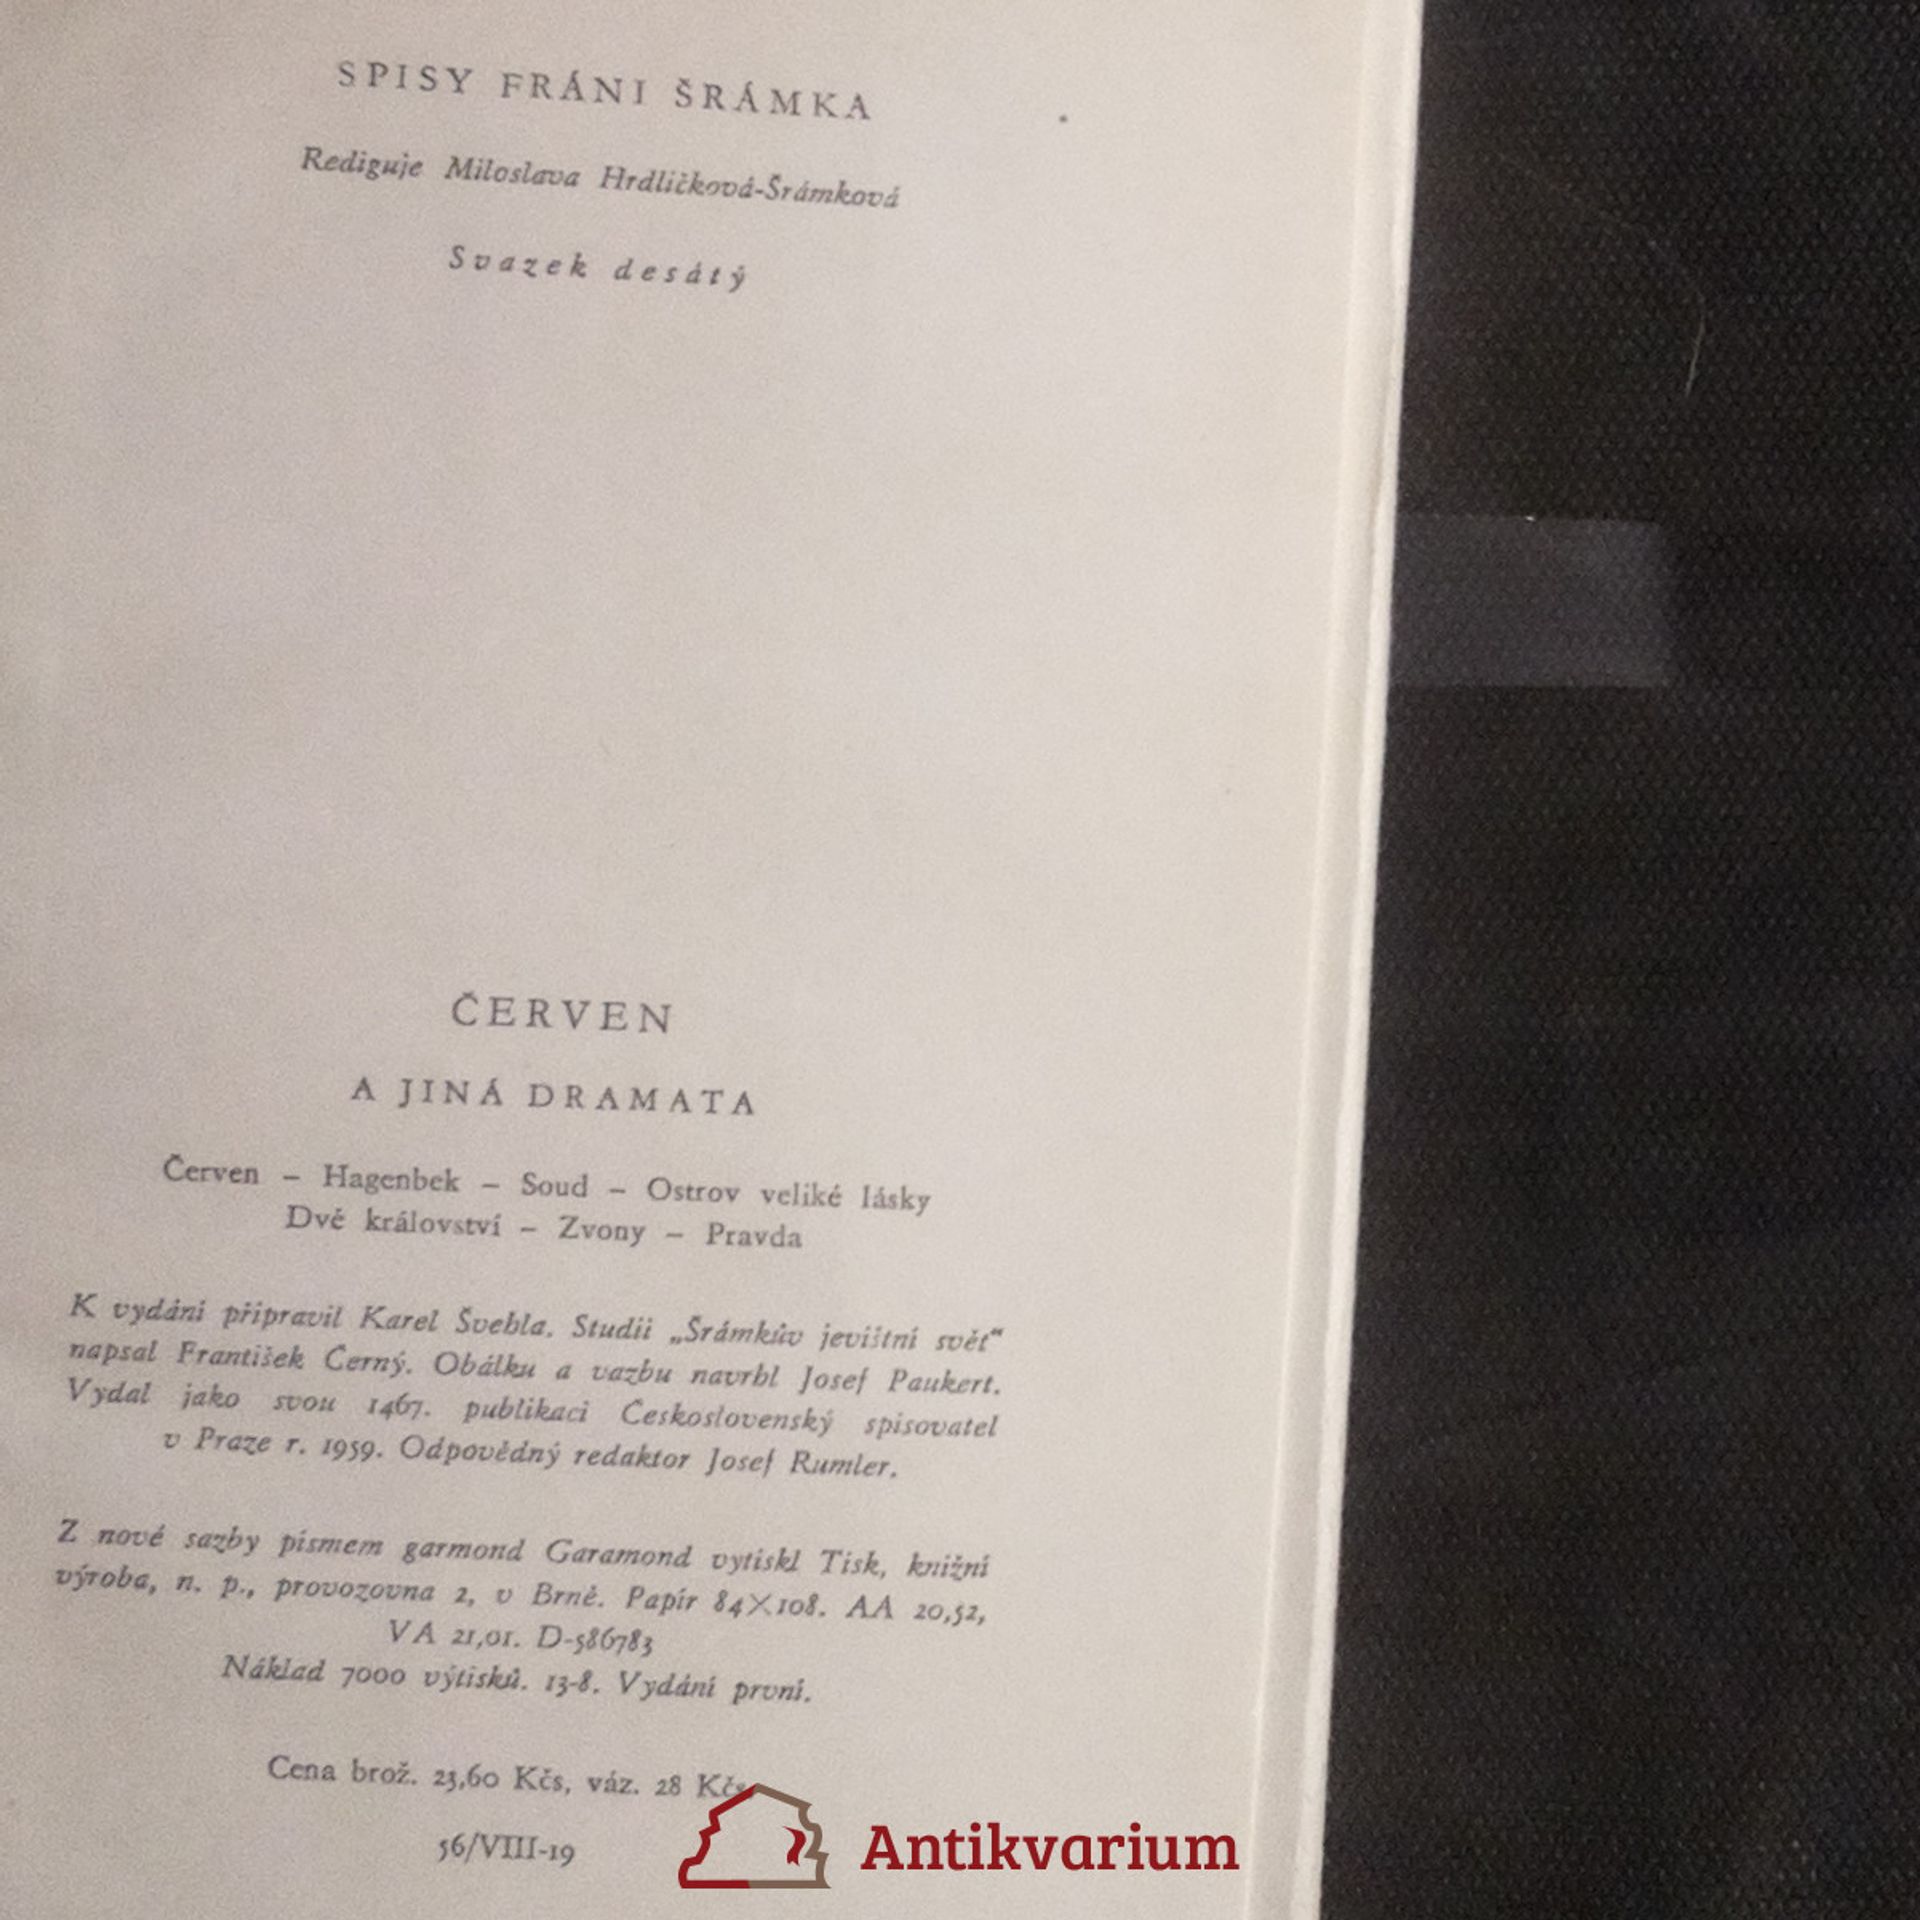 SPISY FRÁNI ŠRÁMKA
Rediguje Miloslava Hrdličková-Šrámková
Svazek desátý
ČERVEN
A JINÁ DRAMATA
Červen – Hagenbek – Soud – Ostrov veliké lásky
Dvě království – Zvony – Pravda
K vydání připravil Karel Švehla. Studii „Šrámkův jevištní svět“
napsal František Černý. Obálku a vazbu navrhl Josef Paukert.
Vydal jako svou 1467. publikaci Československý spisovatel
v Praze r. 1959. Odpovědný redaktor Josef Rumler.
Z nové sazby písmem garmond Garamond vytiskl Tisk, knižní
výroba, n. p., provozovna 2, v Brně. Papír 84×108. AA 20,52,
VA 21,01. D-586783
Náklad 7000 výtisků. 13-8. Vydání první.
Cena brož. 23,60 Kčs, váz. 28 Kčs
56/VIII-19
Antikvarium